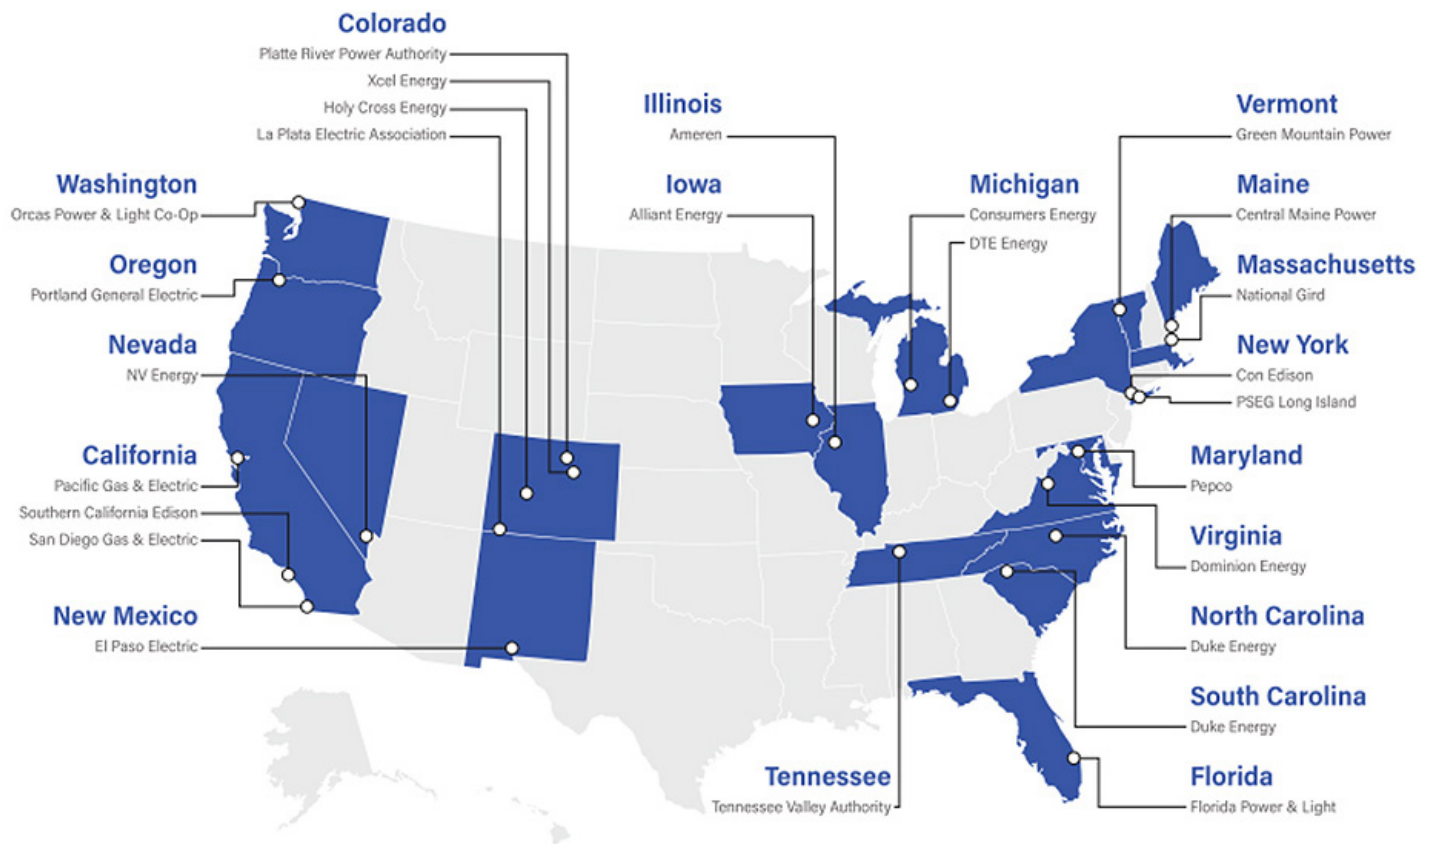 Colorado
Platte River Power Authority
Xcel Energy
Holy Cross Energy
La Plata Electric Association
Washington
Orcas Power & Light Co-Op
Oregon
Portland General Electric
Nevada
NV Energy
California
Pacific Gas & Electric
Southern California Edison
San Diego Gas & Electric
New Mexico
El Paso Electric
Illinois
Ameren
Iowa
Alliant Energy
Michigan
Consumers Energy
DTE Energy
Tennessee
Tennessee Valley Authority
Vermont
Green Mountain Power
Maine
Central Maine Power
Massachusetts
National Gird
New York
Con Edison
PSEG Long Island
Maryland
Pepco
Virginia
Dominion Energy
North Carolina
Duke Energy
South Carolina
Duke Energy
Florida
Florida Power & Light